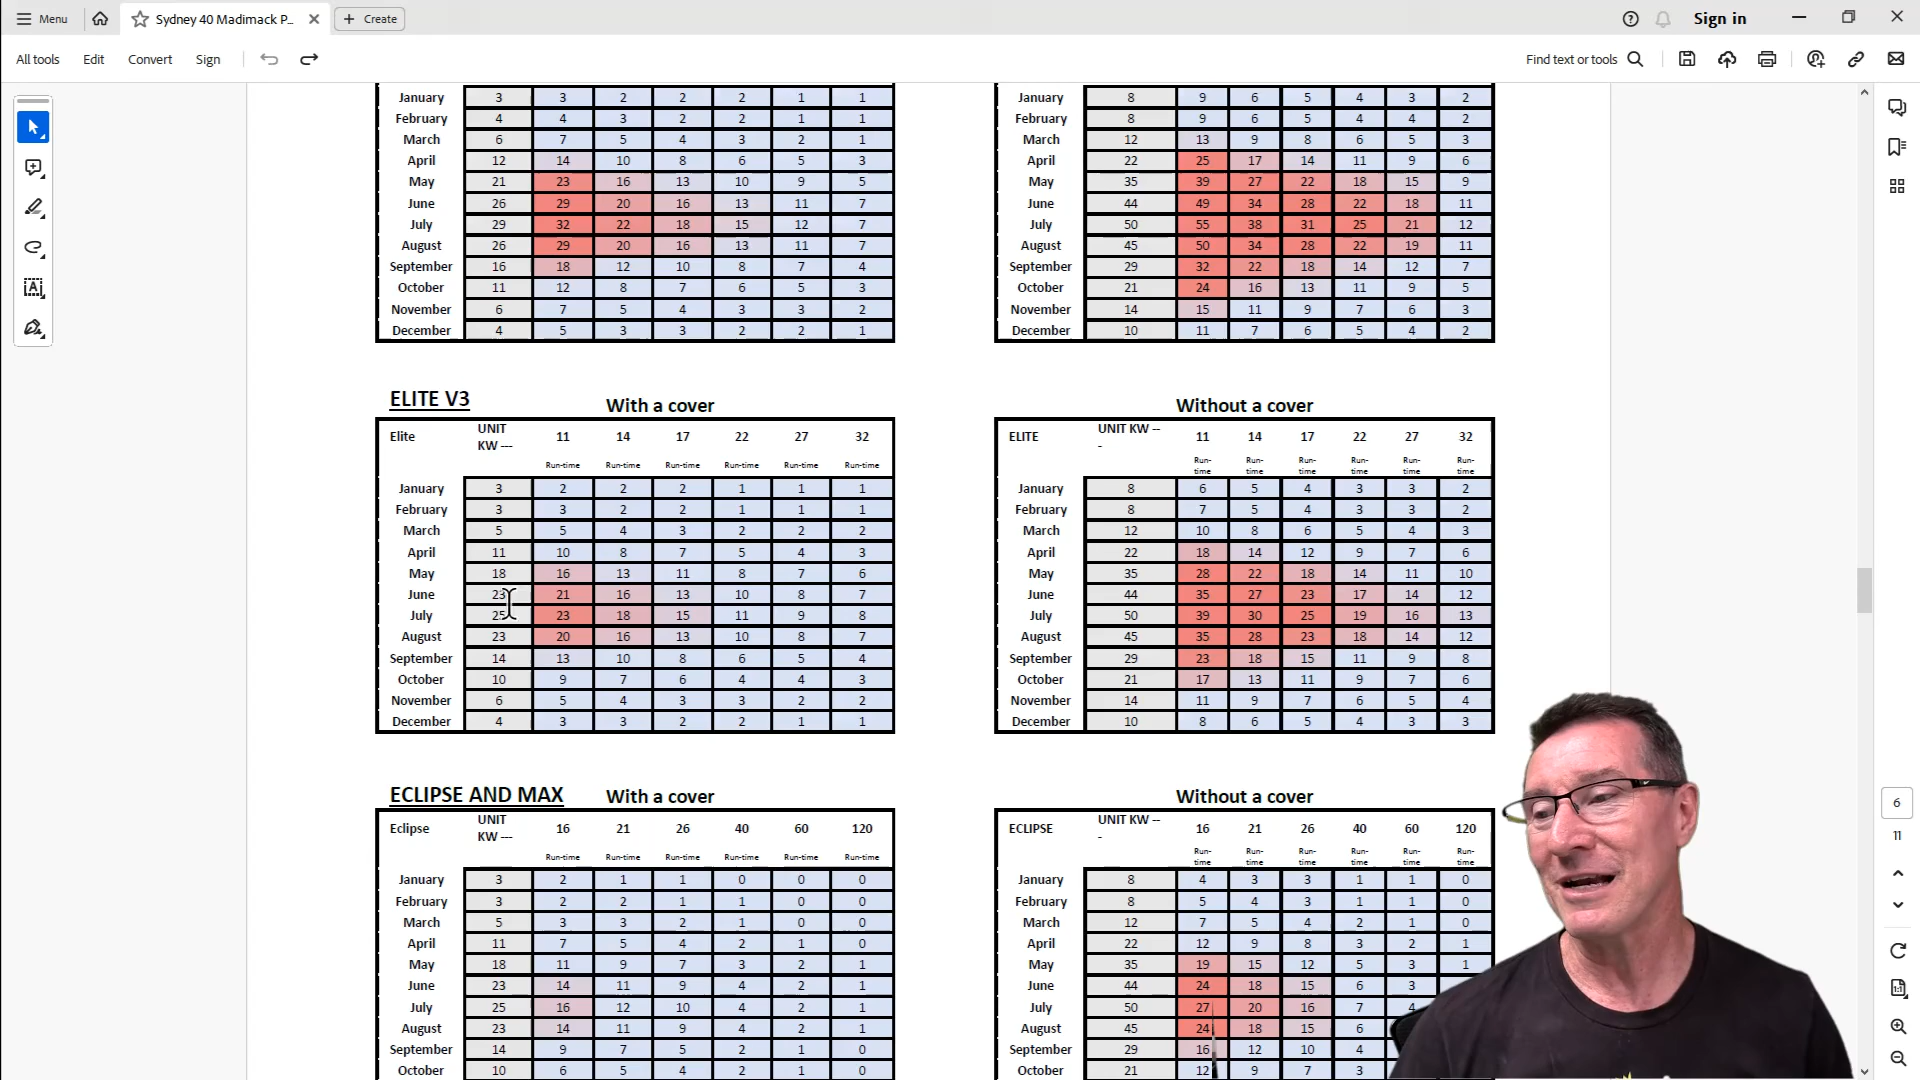 Menu
Sydney 40 Madimack P...
Create
Sign in
All tools
Edit
Convert
Sign
Find text or tools
January 3 3 2 2 2 1 1
February 4 4 3 2 2 1 1
March 6 7 5 4 3 2 1
April 12 14 10 8 6 5 3
May 21 23 16 13 10 9 5
June 26 29 20 16 13 11 7
July 29 32 22 18 15 12 7
August 26 29 20 16 13 11 7
September 16 18 12 10 8 7 4
October 11 12 8 7 6 5 3
November 6 7 5 4 3 3 2
December 4 5 3 3 2 2 1
January 8 9 6 5 4 3 2
February 8 9 6 5 4 4 2
March 12 13 9 8 6 5 3
April 22 25 17 14 11 9 6
May 35 39 27 22 18 15 9
June 44 49 34 28 22 18 11
July 50 55 38 31 25 21 12
August 45 50 34 28 22 19 11
September 29 32 22 18 14 12 7
October 21 24 16 13 11 9 5
November 14 15 11 9 7 6 3
December 10 11 7 6 5 4 2
ELITE V3
With a cover
Elite UNIT KW --- 11 14 17 22 27 32
Run-time Run-time Run-time Run-time Run-time Run-time
January 3 2 2 2 1 1 1
February 3 3 2 2 1 1 1
March 5 5 4 3 2 2 2
April 11 10 8 7 5 4 3
May 18 16 13 11 8 7 6
June 23 21 16 13 10 8 7
July 25 23 18 15 11 9 8
August 23 20 16 13 10 8 7
September 14 13 10 8 6 5 4
October 10 9 7 6 4 4 3
November 6 5 4 3 3 2 2
December 4 3 3 2 2 1 1
Without a cover
ELITE UNIT KW --- 11 14 17 22 27 32
Run-time Run-time Run-time Run-time Run-time Run-time
January 8 6 5 4 3 3 2
February 8 7 5 4 3 3 2
March 12 10 8 6 5 4 3
April 22 18 14 12 9 7 6
May 35 28 22 18 14 11 10
June 44 35 27 23 17 14 12
July 50 39 30 25 19 16 13
August 45 35 28 23 18 14 12
September 29 23 18 15 11 9 8
October 21 17 13 11 9 7 6
November 14 11 9 7 6 5 4
December 10 8 6 5 4 3 3
ECLIPSE AND MAX
With a cover
Eclipse UNIT KW --- 16 21 26 40 60 120
Run-time Run-time Run-time Run-time Run-time Run-time
January 3 2 1 1 0 0 0
February 3 2 2 1 1 0 0
March 5 3 3 2 1 0 0
April 11 7 5 4 2 1 0
May 18 11 9 7 3 2 1
June 23 14 11 9 4 2 1
July 25 16 12 10 4 2 1
August 23 14 11 9 4 2 1
September 14 9 7 5 2 1 0
October 10 6 5 4 2 1 0
Without a cover
ECLIPSE UNIT KW --- 16 21 26 40 60 120
Run-time Run-time Run-time Run-time Run-time Run-time
January 8 4 3 3 1 1 0
February 8 5 4 3 1 1 0
March 12 7 5 4 2 1 0
April 22 12 9 8 3 2 1
May 35 19 15 12 5 3 1
June 44 24 18 15 6 3
July 50 27 20 16 7 4
August 45 24 18 15 6
September 29 16 12 10 4
October 21 12 9 7 3
6
11